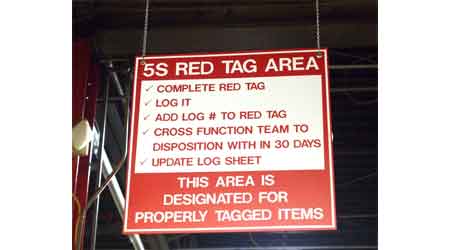 5S RED TAG AREA
✓ COMPLETE RED TAG
✓ LOG IT
✓ ADD LOG # TO RED TAG
✓ CROSS FUNCTION TEAM TO
DISPOSITION WITH IN 30 DAYS
✓ UPDATE LOG SHEET
THIS AREA IS
DESIGNATED FOR
PROPERLY TAGGED ITEMS